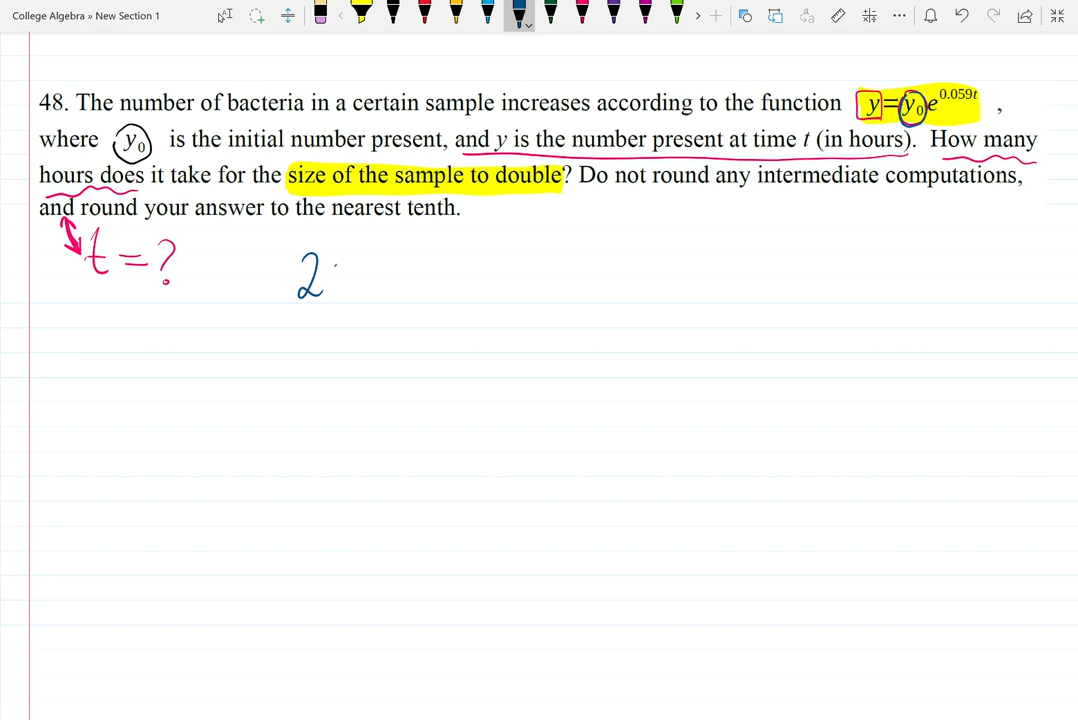 College Algebra » New Section 1
48. The number of bacteria in a certain sample increases according to the function y=y₀e^0.059t ,
where y₀ is the initial number present, and y is the number present at time t (in hours). How many
hours does it take for the size of the sample to double? Do not round any intermediate computations,
and round your answer to the nearest tenth.
t = ?
2